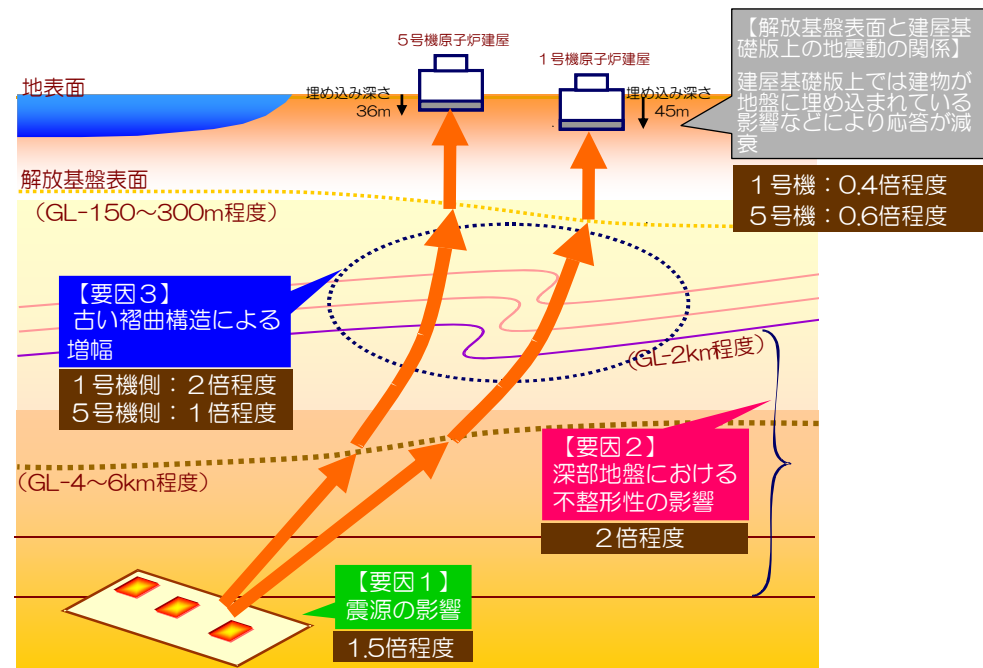 5号機原子炉建屋
1号機原子炉建屋
【解放基盤表面と建屋基
礎版上の地震動の関係】
建屋基礎版上では建物が
地盤に埋め込まれている
影響などにより応答が減
衰
地表面
埋め込み深さ
36m
埋め込み深さ
45m
1号機:0.4倍程度
5号機:0.6倍程度
解放基盤表面
(GL-150~300m程度)
【要因3】
古い褶曲構造による
増幅
1号機側:2倍程度
5号機側:1倍程度
(GL-2km程度)
【要因2】
深部地盤における
不整形性の影響
2倍程度
(GL-4~6km程度)
【要因1】
震源の影響
1.5倍程度